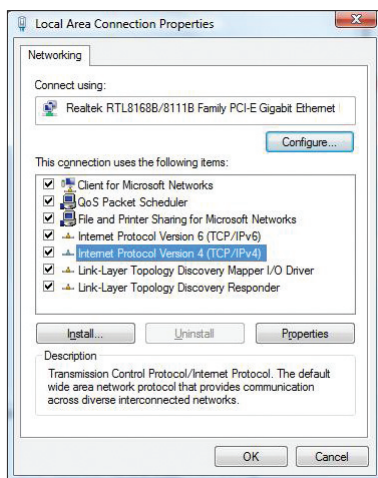 Local Area Connection Properties
Networking
Connect using:
Realtek RTL8168B/8111B Family PCI-E Gigabit Ethernet
Configure...
This connection uses the following items:
Client for Microsoft Networks
QoS Packet Scheduler
File and Printer Sharing for Microsoft Networks
Internet Protocol Version 6 (TCP/IPv6)
Internet Protocol Version 4 (TCP/IPv4)
Link-Layer Topology Discovery Mapper I/O Driver
Link-Layer Topology Discovery Responder
Install...
Uninstall
Properties
Description
Transmission Control Protocol/Internet Protocol. The default
wide area network protocol that provides communication
across diverse interconnected networks.
OK
Cancel